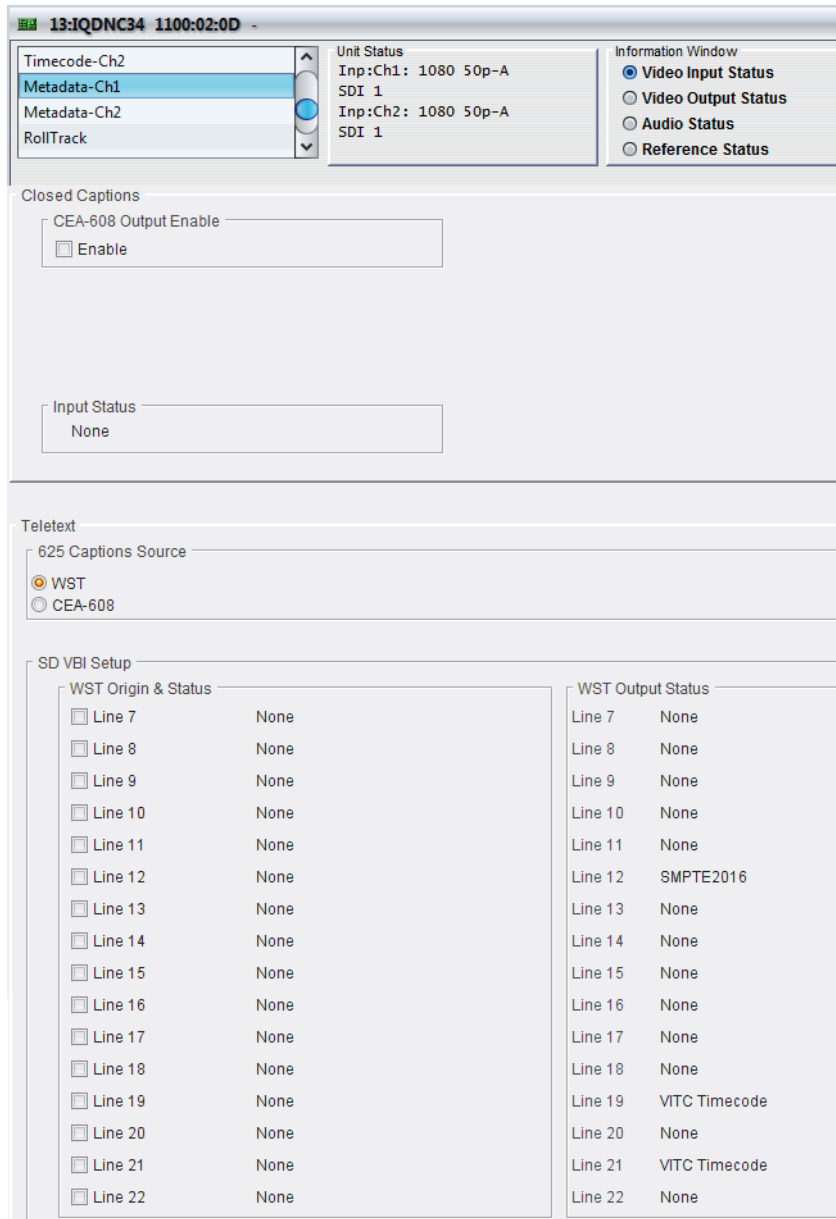 13:IQDNC34 1100:02:0D -
Timecode-Ch2
Metadata-Ch1
Metadata-Ch2
RollTrack
Unit Status
Inp:Ch1: 1080 50p-A
SDI 1
Inp:Ch2: 1080 50p-A
SDI 1
Information Window
Video Input Status
Video Output Status
Audio Status
Reference Status
Closed Captions
CEA-608 Output Enable
Enable
Input Status
None
Teletext
625 Captions Source
WST
CEA-608
SD VBI Setup
WST Origin & Status
Line 7 None
Line 8 None
Line 9 None
Line 10 None
Line 11 None
Line 12 None
Line 13 None
Line 14 None
Line 15 None
Line 16 None
Line 17 None
Line 18 None
Line 19 None
Line 20 None
Line 21 None
Line 22 None
WST Output Status
Line 7 None
Line 8 None
Line 9 None
Line 10 None
Line 11 None
Line 12 SMPTE2016
Line 13 None
Line 14 None
Line 15 None
Line 16 None
Line 17 None
Line 18 None
Line 19 VITC Timecode
Line 20 None
Line 21 VITC Timecode
Line 22 None